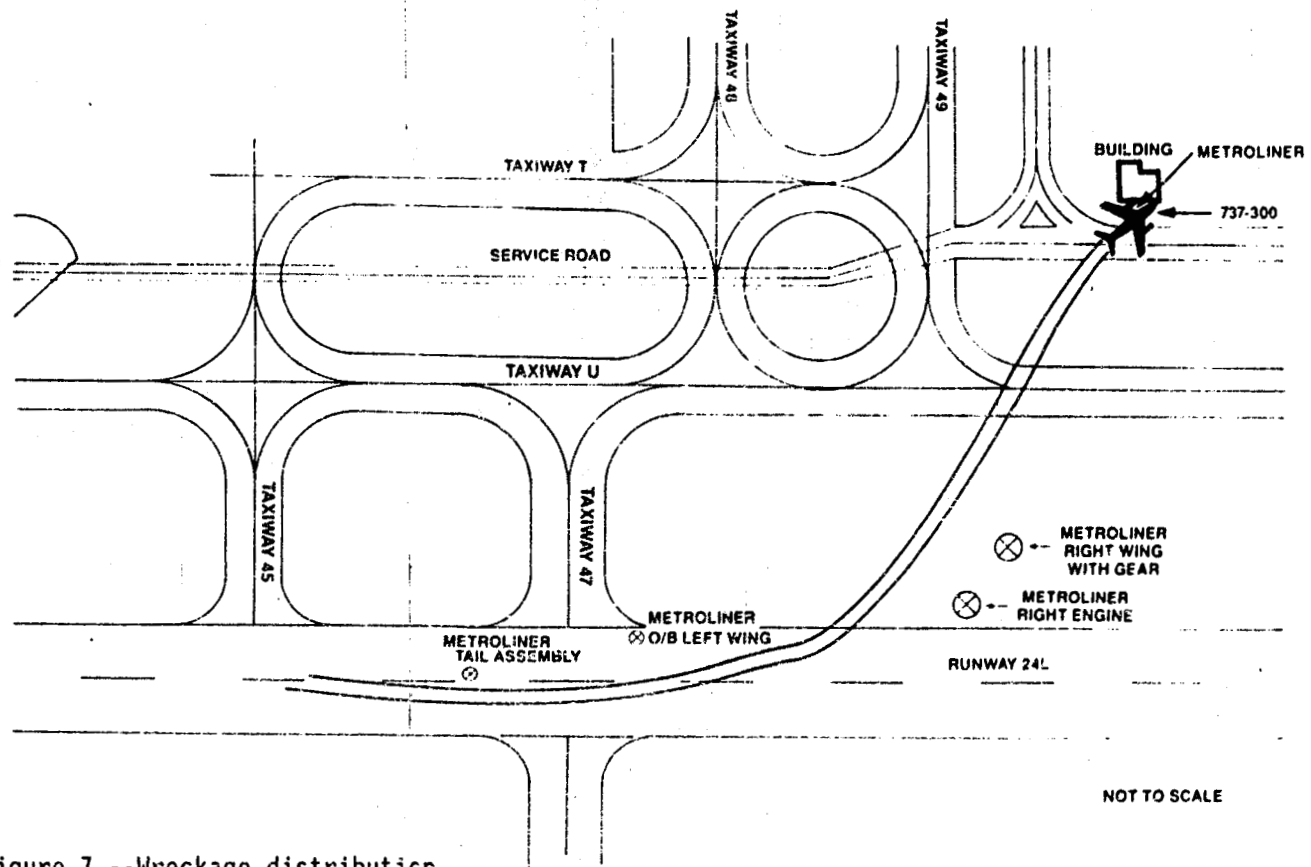 TAXIWAY 48
TAXIWAY 49
BUILDING
METROLINER
TAXIWAY T
737-300
SERVICE ROAD
TAXIWAY U
TAXIWAY 45
TAXIWAY 47
METROLINER
RIGHT WING
WITH GEAR
METROLINER
RIGHT ENGINE
METROLINER
O/B LEFT WING
METROLINER
TAIL ASSEMBLY
RUNWAY 24L
NOT TO SCALE
igure 7.--Wreckage distribution